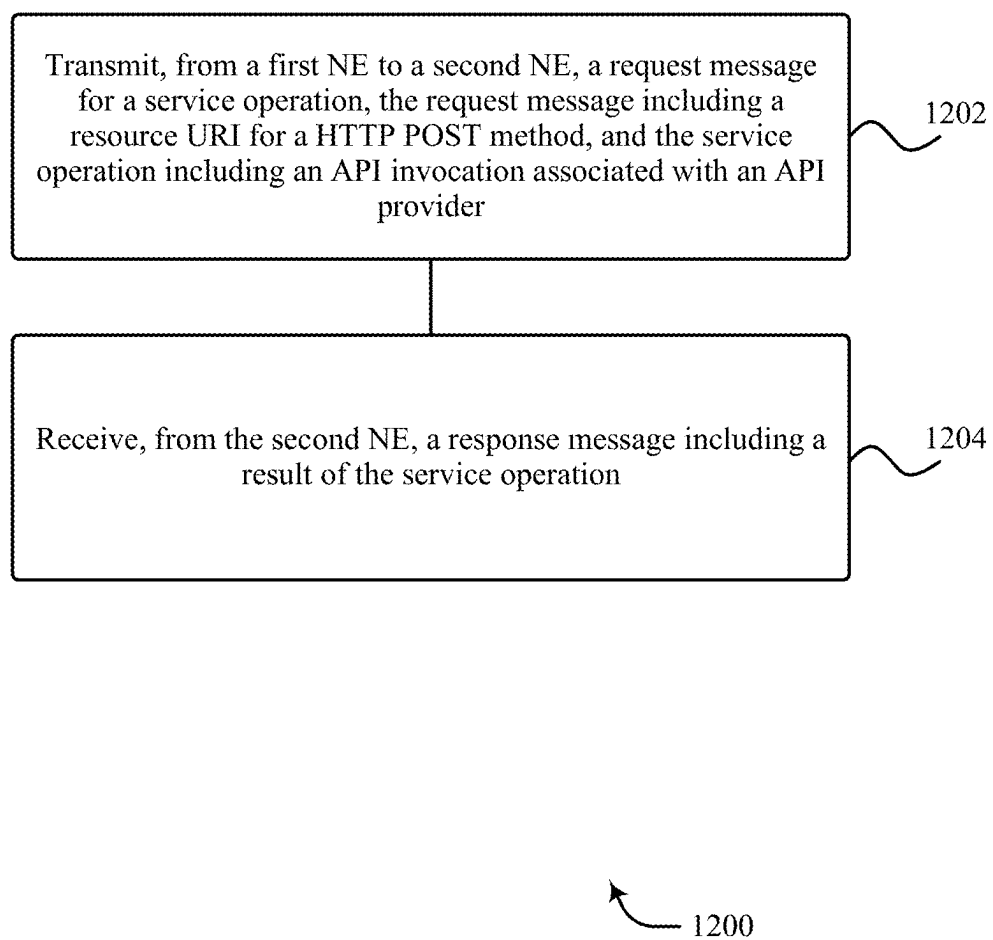 Transmit, from a first NE to a second NE, a request message
for a service operation, the request message including a
resource URI for a HTTP POST method, and the service
operation including an API invocation associated with an API
provider
1202
Receive, from the second NE, a response message including a
result of the service operation
1204
1200